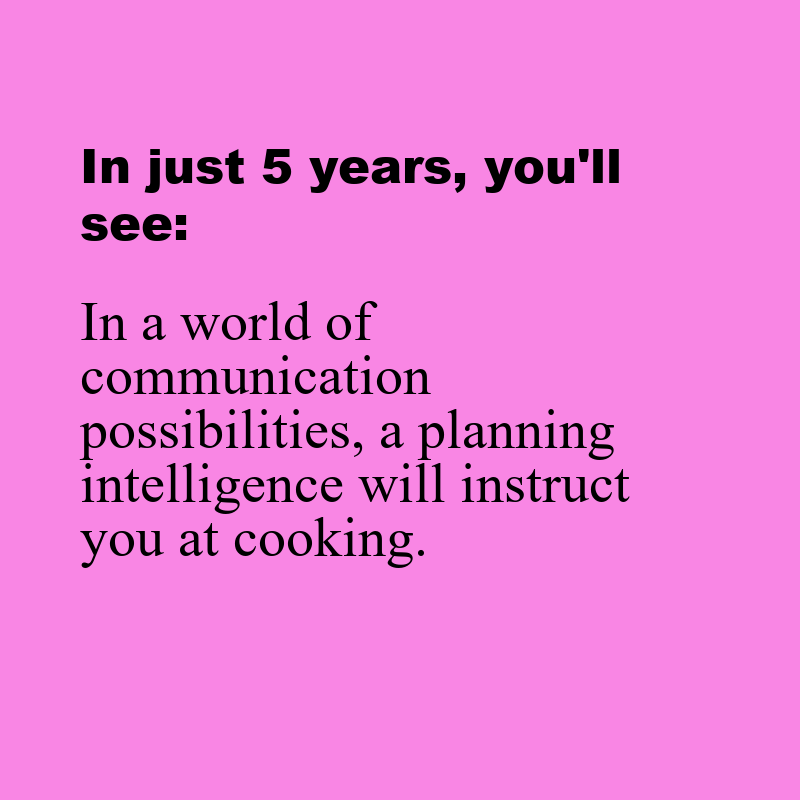 In just 5 years, you'll
see:
In a world of
communication
possibilities, a planning
intelligence will instruct
you at cooking.